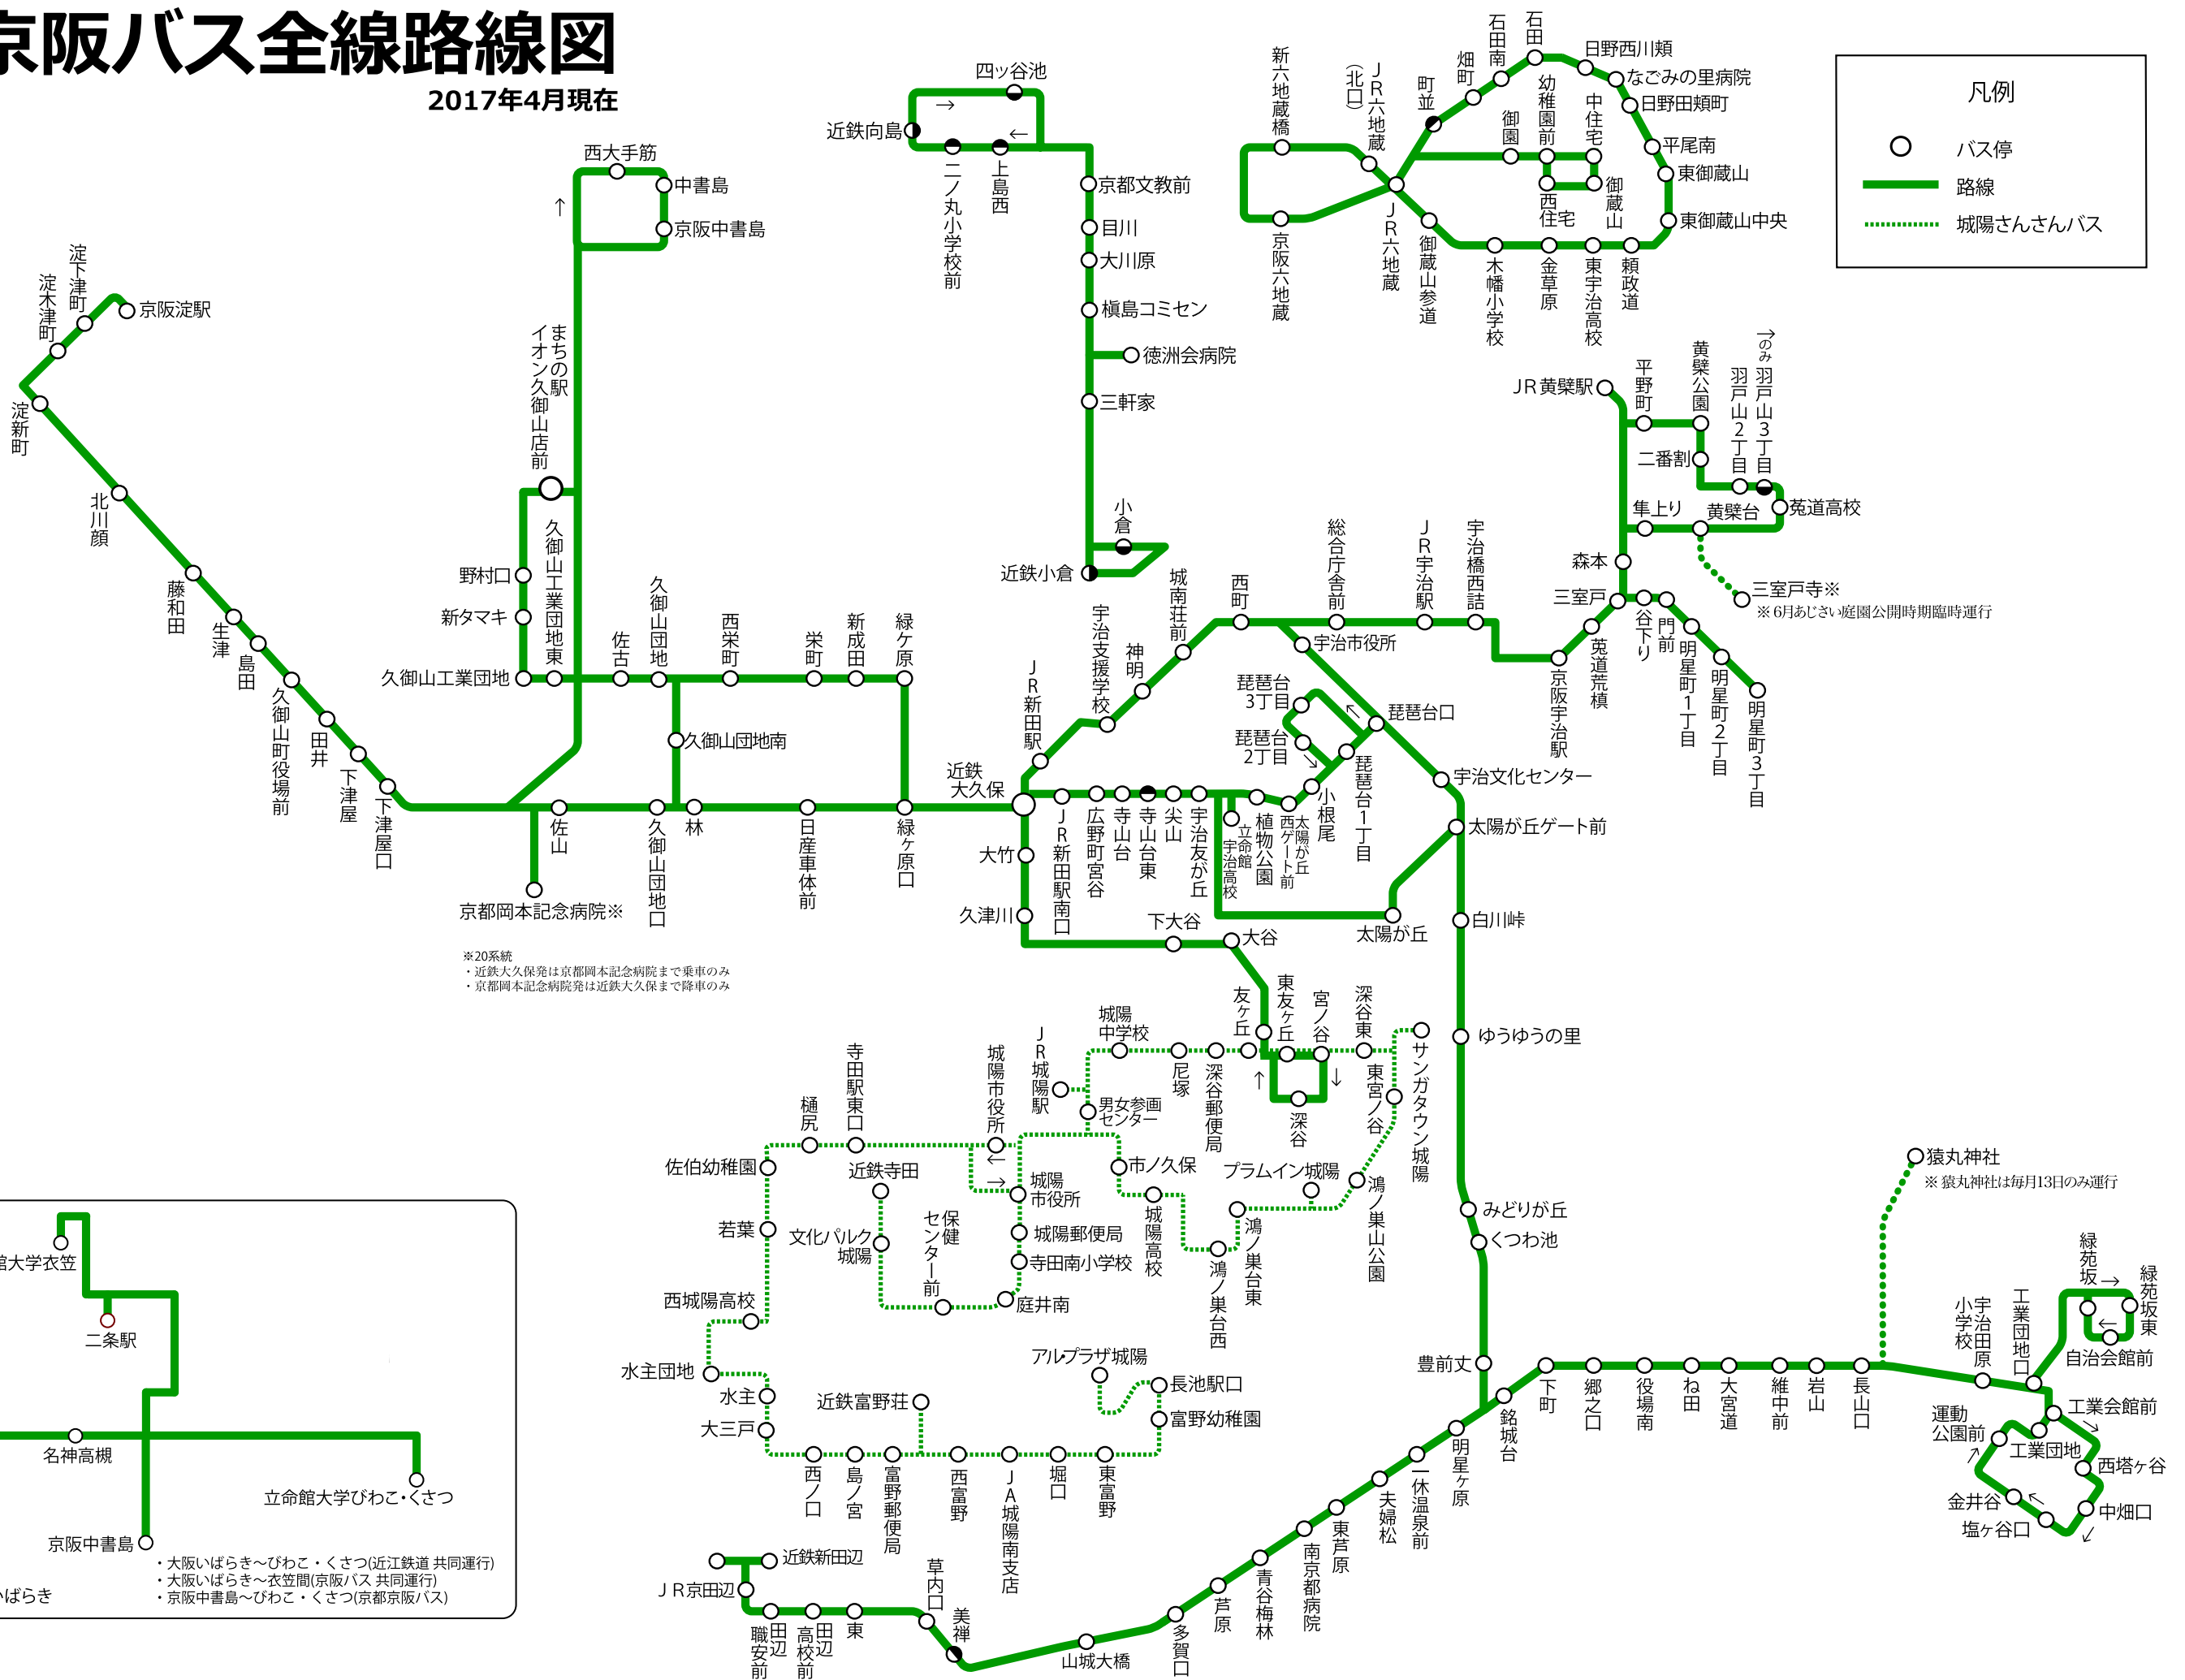 京阪バス全線路線図
2017年4月現在
凡例
バス停
路線
城陽さんさんバス
四ッ谷池
近鉄向島
二ノ丸小学校前
上島西
京都文教前
目川
大川原
槇島コミセン
徳洲会病院
三軒家
小倉
近鉄小倉
新六地蔵橋
JR六地蔵
(北口)
町並
畑町
石田南
石田
日野西川頬
なごみの里病院
日野田頬町
平尾南
東御蔵山
東御蔵山中央
御園
幼稚園前
中住宅
西住宅
御蔵山
京阪六地蔵
JR六地蔵
御蔵山参道
木幡小学校
金草原
東宇治高校
頼政道
西大手筋
中書島
京阪中書島
淀下津町
淀木津町
京阪淀駅
淀新町
北川顔
藤和田
生津
島田
久御山町役場前
田井
下津屋
下津屋口
まちの駅
イオン久御山店前
野村口
新タマキ
久御山工業団地
久御山工業団地東
佐古
久御山団地
西栄町
栄町
新成田
緑ケ原
久御山団地南
佐山
久御山団地口
林
日産車体前
緑ヶ原口
京都岡本記念病院※
※20系統
・近鉄大久保発は京都岡本記念病院まで乗車のみ
・京都岡本記念病院発は近鉄大久保まで降車のみ
JR黄檗駅
平野町
黄檗公園
→のみ
羽戸山2丁目
羽戸山3丁目
二番割
隼上り
黄檗台
菟道高校
森本
三室戸寺※
※ 6月あじさい庭園公開時期臨時運行
三室戸
谷下り
門前
明星町1丁目
明星町2丁目
明星町3丁目
菟道荒槙
京阪宇治駅
宇治橋西詰
JR宇治駅
総合庁舎前
西町
城南荘前
神明
宇治支援学校
JR新田駅
近鉄
大久保
宇治市役所
琵琶台
3丁目
琵琶台口
琵琶台
2丁目
琵琶台1丁目
小根尾
宇治文化センター
太陽が丘ゲート前
JR新田駅南口
広野町宮谷
寺山台
寺山台東
尖山
宇治友が丘
立命館
宇治高校
植物公園
太陽が丘
西ゲート前
大竹
久津川
下大谷
大谷
太陽が丘
白川峠
ゆうゆうの里
みどりが丘
くつわ池
豊前丈
友ヶ丘
東友ヶ丘
宮ノ谷
深谷東
深谷
東宮ノ谷
サンガタウン城陽
城陽
中学校
尼塚
深谷郵便局
JR城陽駅
男女参画
センター
城陽市役所
寺田駅東口
樋尻
佐伯幼稚園
近鉄寺田
若葉
文化パルク
城陽
保健
センター前
城陽
市役所
城陽郵便局
寺田南小学校
庭井南
市ノ久保
城陽高校
プラムイン城陽
鴻ノ巣山公園
鴻ノ巣台東
鴻ノ巣台西
西城陽高校
水主団地
水主
大三戸
近鉄富野荘
アル・プラザ城陽
長池駅口
富野幼稚園
西ノ口
島ノ宮
富野郵便局
西富野
JA城陽南支店
堀口
東富野
猿丸神社
※ 猿丸神社は毎月13日のみ運行
緑苑坂
緑苑坂東
自治会館前
工業団地口
宇治田原
小学校
工業会館前
運動
公園前
工業団地
西塔ヶ谷
中畑口
金井谷
塩ヶ谷口
下町
郷之口
役場南
ね田
大宮道
維中前
岩山
長山口
銘城台
明星ヶ原
一休温泉前
夫婦松
東芦原
南京都病院
青谷梅林
芦原
多賀口
山城大橋
美禅
草内口
東
田辺
高校前
田辺
職安前
JR京田辺
近鉄新田辺
館大学衣笠
二条駅
名神高槻
立命館大学びわこ・くさつ
京阪中書島
いばらき
・大阪いばらき～びわこ・くさつ(近江鉄道 共同運行)
・大阪いばらき～衣笠間(京阪バス 共同運行)
・京阪中書島～びわこ・くさつ(京都京阪バス)